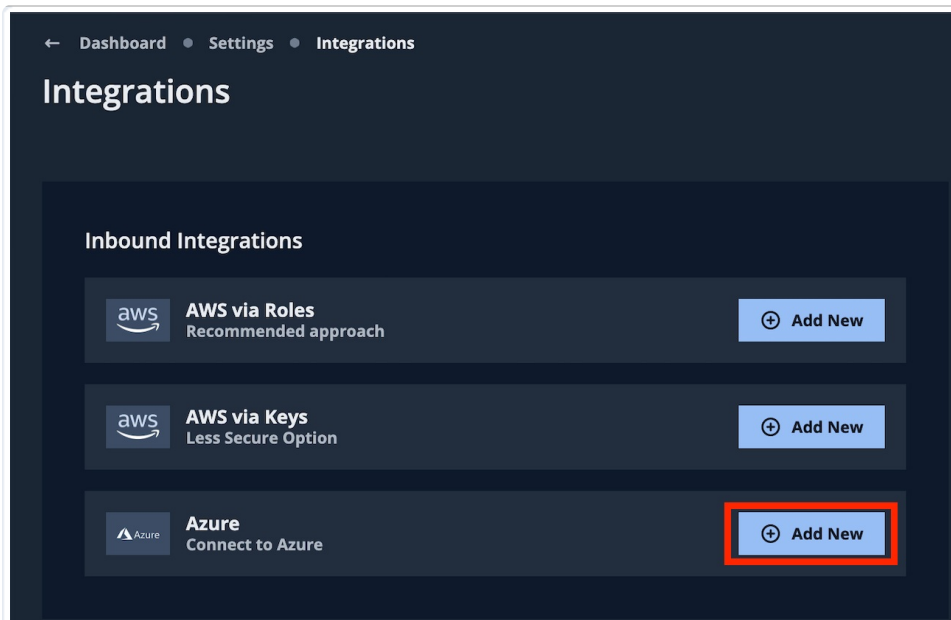 ← Dashboard ● Settings ● Integrations
Integrations
Inbound Integrations
aws
AWS via Roles
Recommended approach
Add New
aws
AWS via Keys
Less Secure Option
Add New
Azure
Azure
Connect to Azure
Add New